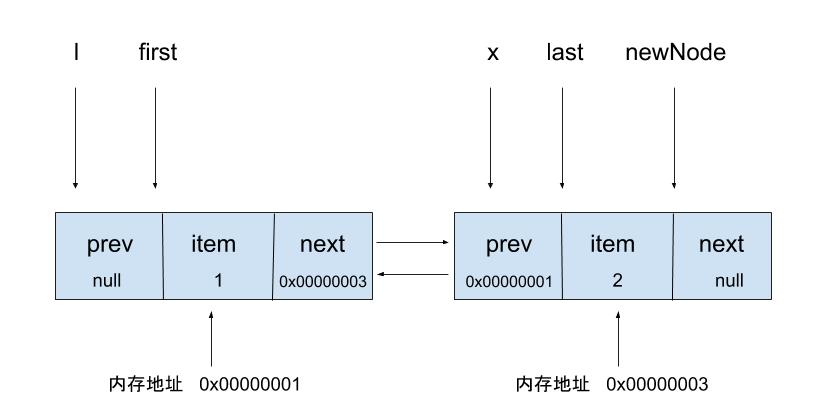 l first x last newNode
prev item next prev item next
null 1 0x00000003 0x00000001 2 null
内存地址 0x00000001 内存地址 0x00000003